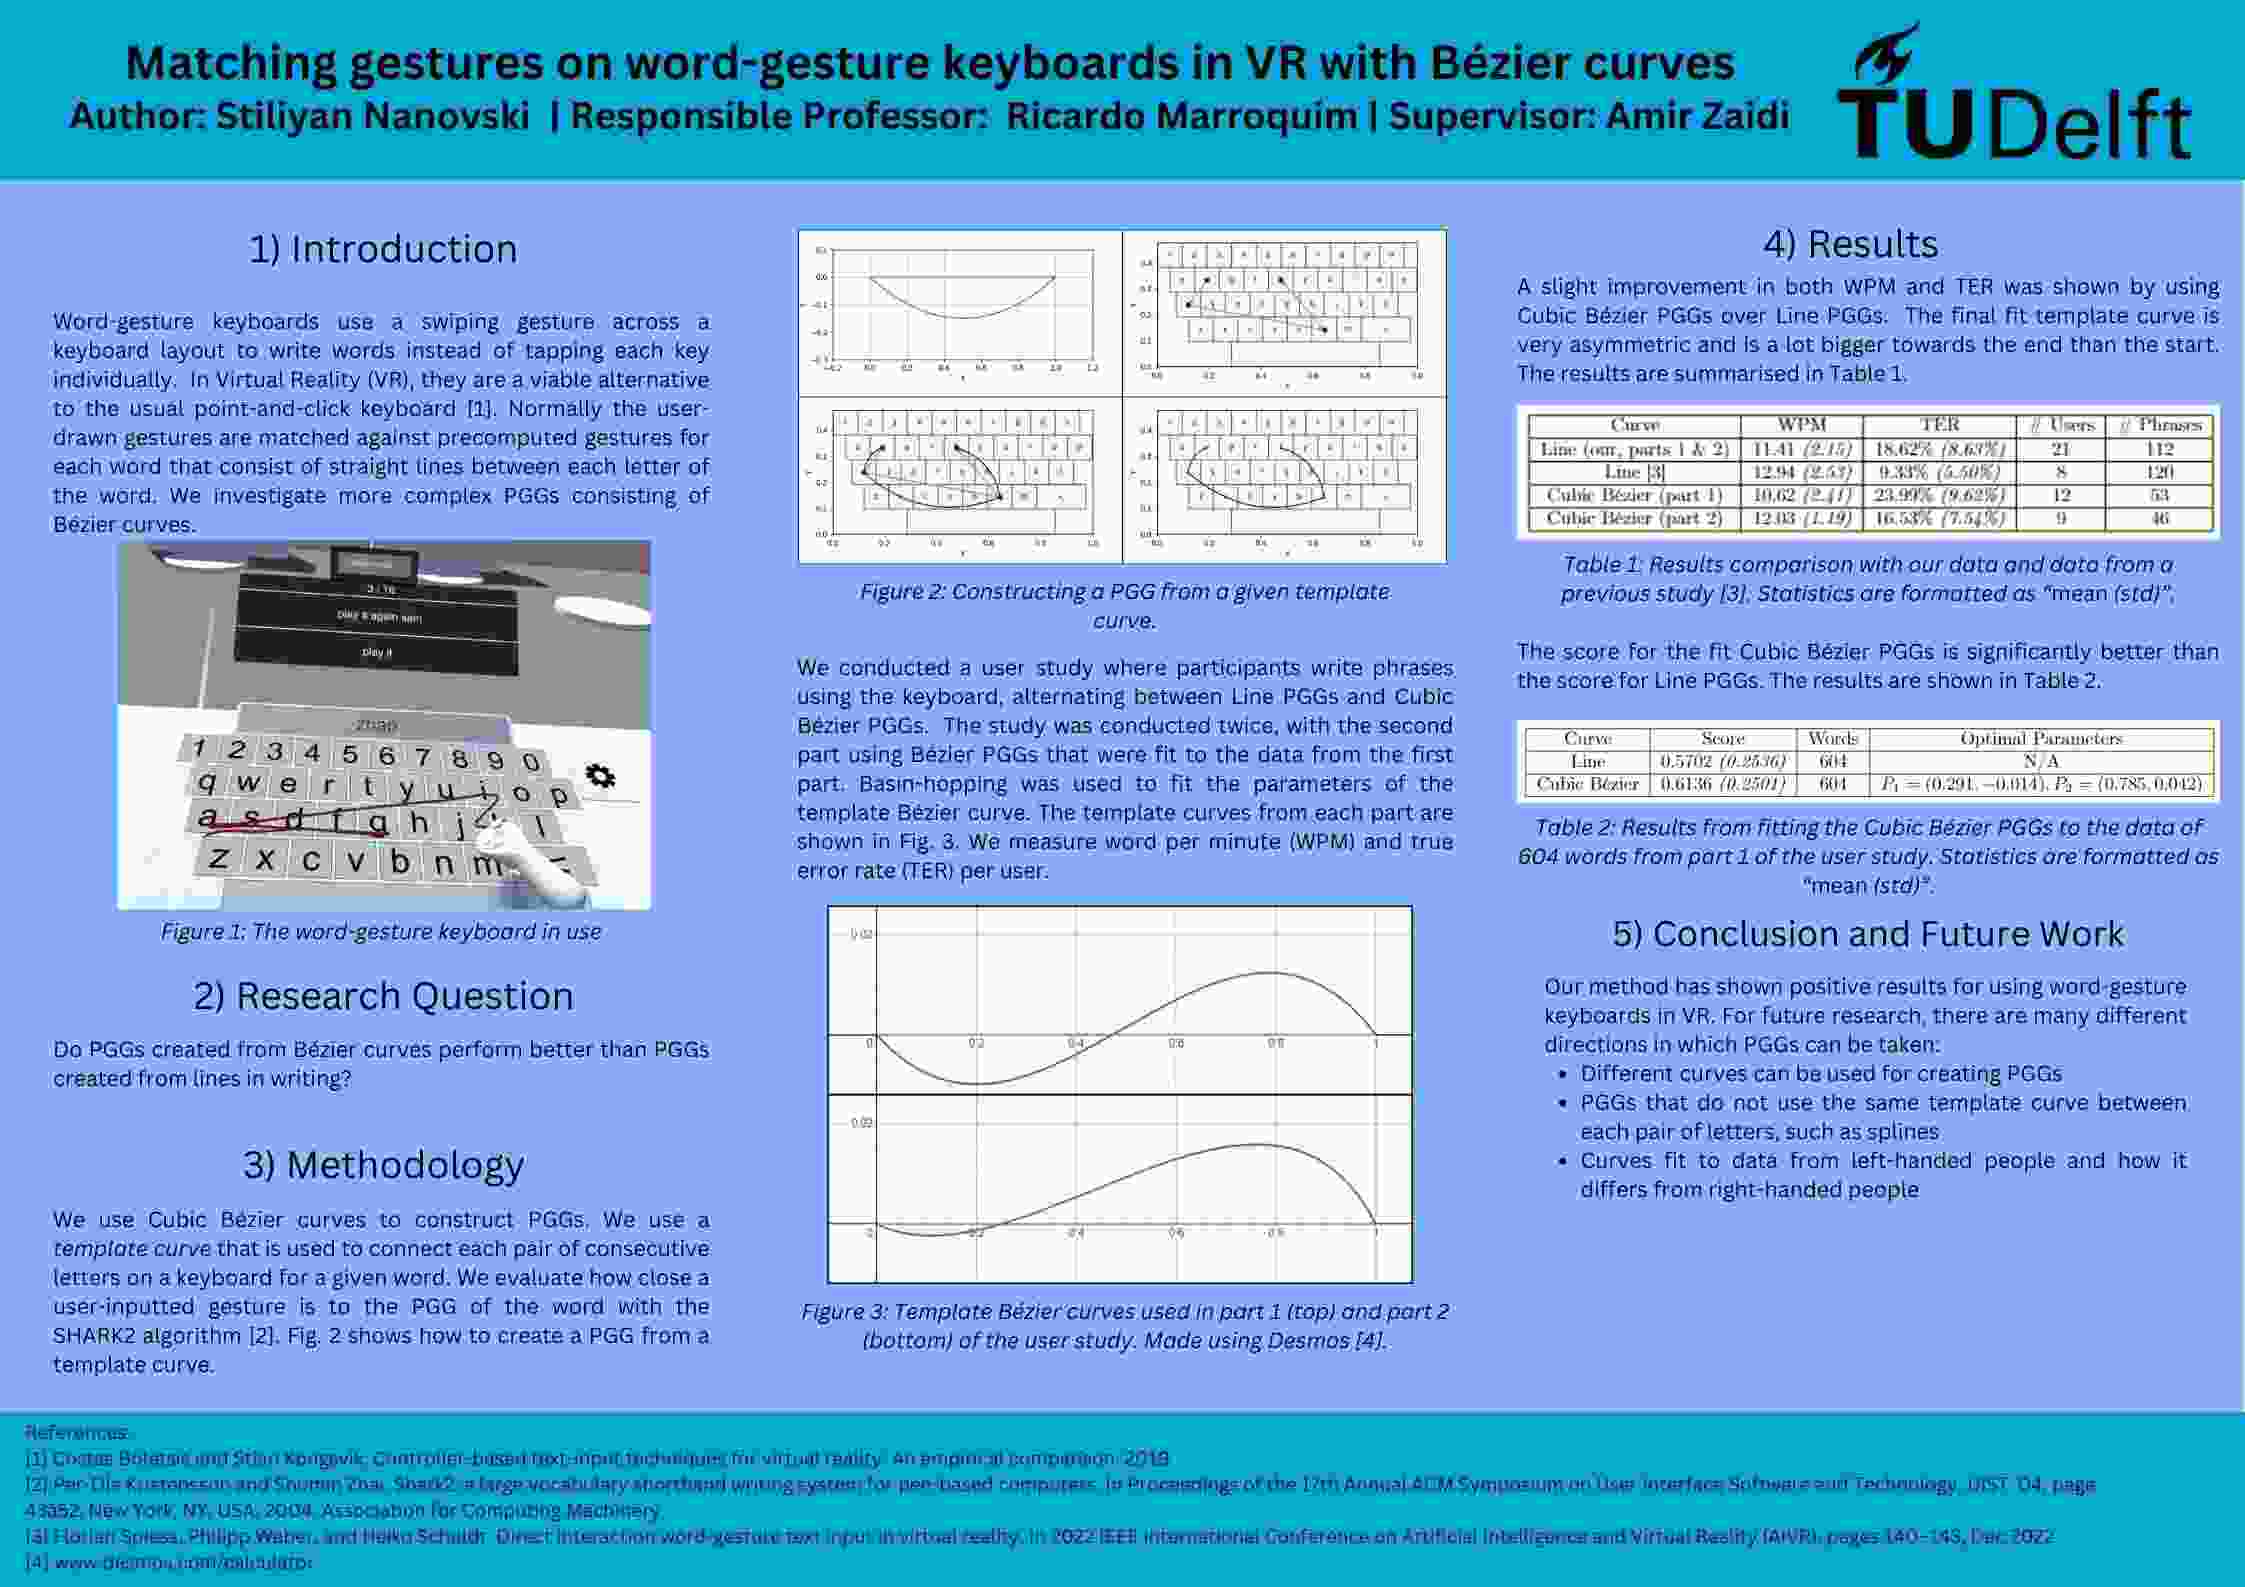 Matching gestures on word-gesture keyboards in VR with Bézier curves
Author: Stiliyan Nanovski | Responsible Professor: Ricardo Marroquim | Supervisor: Amir Zaidi
TU Delft
1) Introduction
Word-gesture keyboards use a swiping gesture across a
keyboard layout to write words instead of tapping each key
individually. In Virtual Reality (VR), they are a viable alternative
to the usual point-and-click keyboard [1]. Normally the user-
drawn gestures are matched against precomputed gestures for
each word that consist of straight lines between each letter of
the word. We investigate more complex PGGs consisting of
Bézier curves.
play it again sam
play it
1 2 3 4 5 6 7 8 9 0
q w e r t y u i o p
a s d f g h j l
z x c v b n m
Figure 1: The word-gesture keyboard in use
2) Research Question
Do PGGs created from Bézier curves perform better than PGGs
created from lines in writing?
3) Methodology
We use Cubic Bézier curves to construct PGGs. We use a
template curve that is used to connect each pair of consecutive
letters on a keyboard for a given word. We evaluate how close a
user-inputted gesture is to the PGG of the word with the
SHARK2 algorithm [2]. Fig. 2 shows how to create a PGG from a
template curve.
Figure 2: Constructing a PGG from a given template
curve.
We conducted a user study where participants write phrases
using the keyboard, alternating between Line PGGs and Cubic
Bézier PGGs. The study was conducted twice, with the second
part using Bézier PGGs that were fit to the data from the first
part. Basin-hopping was used to fit the parameters of the
template Bézier curve. The template curves from each part are
shown in Fig. 3. We measure word per minute (WPM) and true
error rate (TER) per user.
0.02
0 0.2 0.4 0.6 0.8 1
0 0.2 0.4 0.6 0.8 1
Figure 3: Template Bézier curves used in part 1 (top) and part 2
(bottom) of the user study. Made using Desmos [4].
4) Results
A slight improvement in both WPM and TER was shown by using
Cubic Bézier PGGs over Line PGGs. The final fit template curve is
very asymmetric and is a lot bigger towards the end than the start.
The results are summarised in Table 1.
Curve WPM TER # Users # Phrases
Line (our, parts 1 & 2) 11.41 (2.15) 18.62% (8.63%) 21 112
Line [3] 12.94 (2.53) 9.33% (5.50%) 8 120
Cubic Bézier (part 1) 10.62 (2.41) 23.99% (9.62%) 12 53
Cubic Bézier (part 2) 12.03 (1.19) 16.53% (7.54%) 9 46
Table 1: Results comparison with our data and data from a
previous study [3]. Statistics are formatted as "mean (std)".
The score for the fit Cubic Bézier PGGs is significantly better than
the score for Line PGGs. The results are shown in Table 2.
Curve Score Words Optimal Parameters
Line 0.5702 (0.2536) 604 N/A
Cubic Bézier 0.6136 (0.2501) 604 P₁ = (0.291, −0.014), P₂ = (0.785, 0.042)
Table 2: Results from fitting the Cubic Bézier PGGs to the data of
604 words from part 1 of the user study. Statistics are formatted as
"mean (std)".
5) Conclusion and Future Work
Our method has shown positive results for using word-gesture
keyboards in VR. For future research, there are many different
directions in which PGGs can be taken:
• Different curves can be used for creating PGGs
• PGGs that do not use the same template curve between
each pair of letters, such as splines
• Curves fit to data from left-handed people and how it
differs from right-handed people
References
[1] Costas Boletsis and Stian Kongsvik. Controller-based text-input techniques for virtual reality: An empirical comparison. 2019
[2] Per-Ola Kristensson and Shumin Zhai. Shark2: a large vocabulary shorthand writing system for pen-based computers. In Proceedings of the 17th Annual ACM Symposium on User Interface Software and Technology, UIST '04, page
43ä52, New York, NY, USA, 2004. Association for Computing Machinery
[3] Florian Spiess, Philipp Weber, and Heiko Schuldt. Direct interaction word-gesture text input in virtual reality. In 2022 IEEE International Conference on Artificial Intelligence and Virtual Reality (AIVR), pages 140–143, Dec 2022
[4] www.desmos.com/calculator